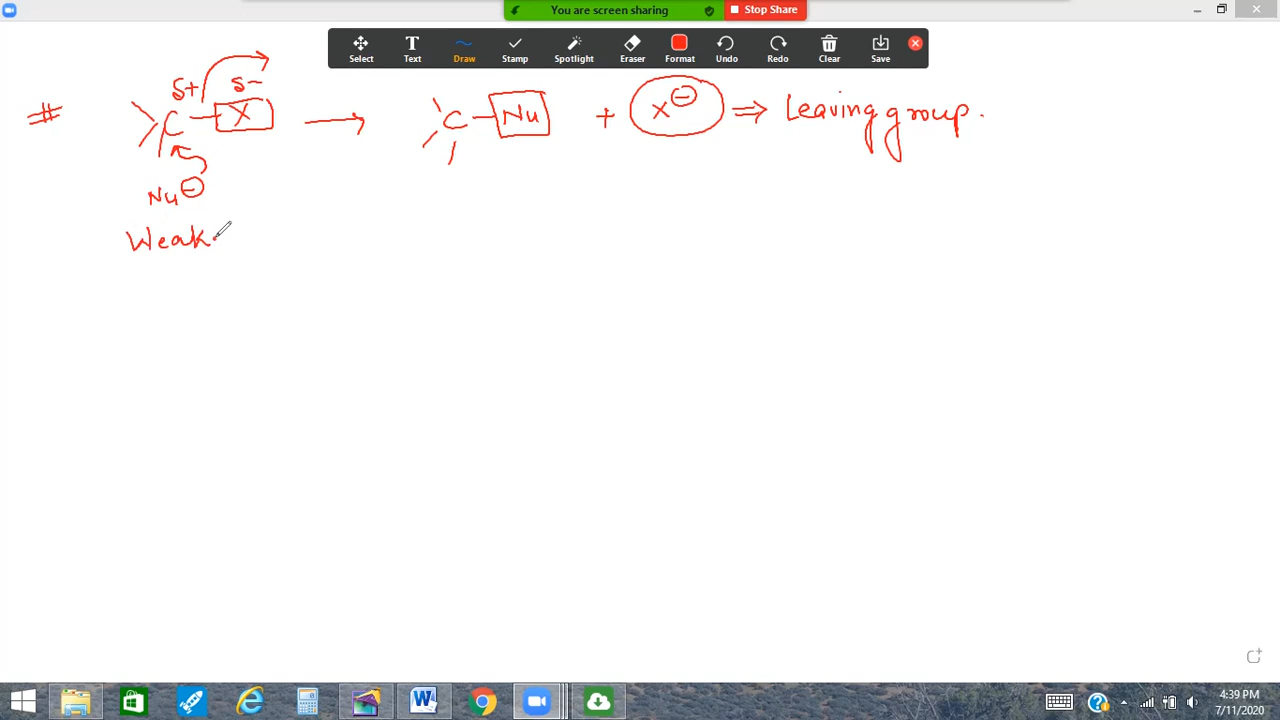 You are screen sharing Stop Share
Select Text Draw Stamp Spotlight Eraser Format Undo Redo Clear Save
# δ+ δ-
C – X → C – Nu + X⊖ ⇒ Leaving group.
Nu⊖
Weak
4:39 PM
7/11/2020